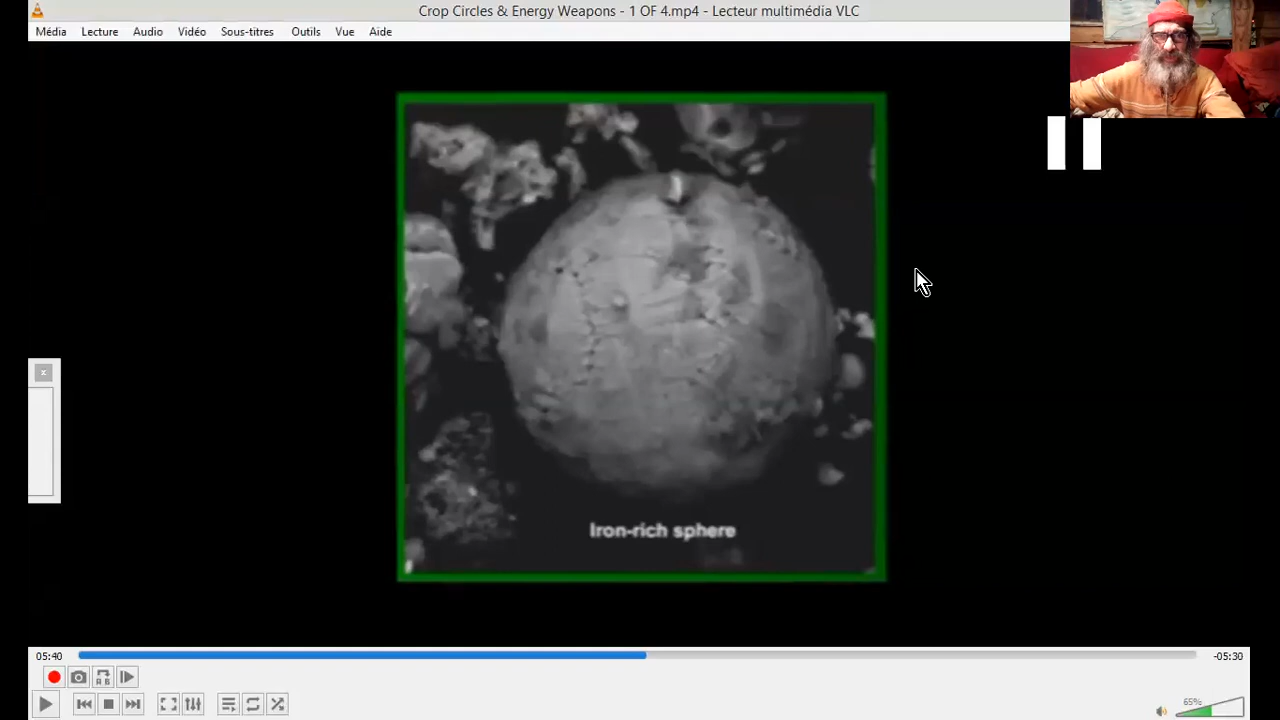 Crop Circles & Energy Weapons - 1 OF 4.mp4 - Lecteur multimédia VLC
Média Lecture Audio Vidéo Sous-titres Outils Vue Aide
x
Iron-rich sphere
05:40
-05:30
A B
65%